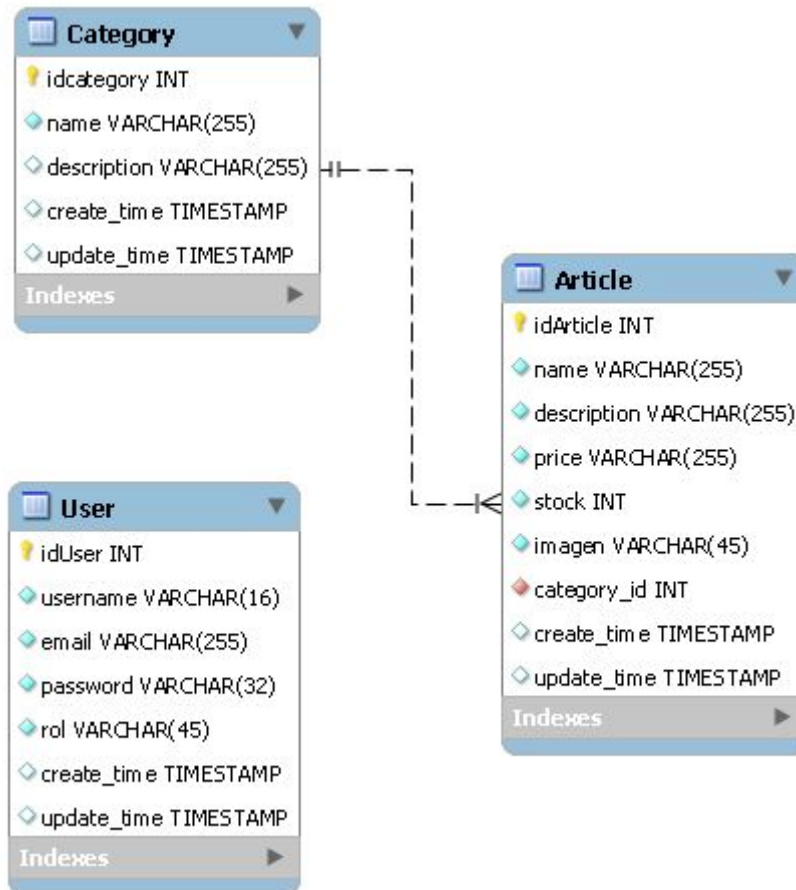 Category
idcategory INT
name VARCHAR(255)
description VARCHAR(255)
create_time TIMESTAMP
update_time TIMESTAMP
Indexes
Article
idArticle INT
name VARCHAR(255)
description VARCHAR(255)
price VARCHAR(255)
stock INT
imagen VARCHAR(45)
category_id INT
create_time TIMESTAMP
update_time TIMESTAMP
Indexes
User
idUser INT
username VARCHAR(16)
email VARCHAR(255)
password VARCHAR(32)
rol VARCHAR(45)
create_time TIMESTAMP
update_time TIMESTAMP
Indexes